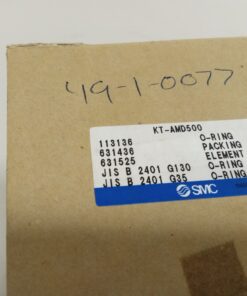 49-1-0077
KT-AMD500
113136 O-RING
631436 PACKING
631525 ELEMENT
JIS B 2401 G130 O-RING
JIS B 2401 G35 O-RING
SMC